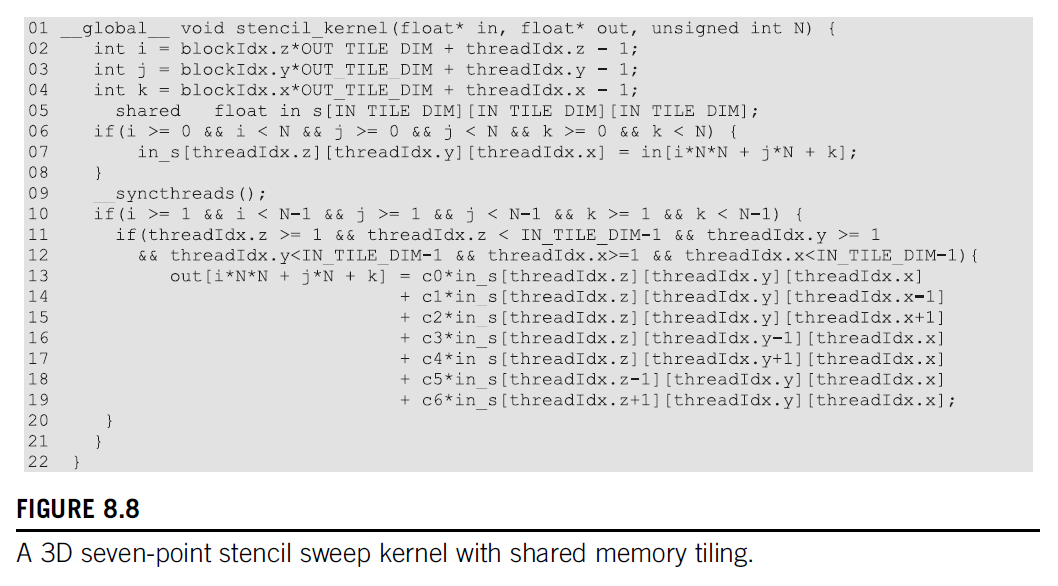 01 __global__ void stencil_kernel(float* in, float* out, unsigned int N) {
02 int i = blockIdx.z*OUT_TILE_DIM + threadIdx.z - 1;
03 int j = blockIdx.y*OUT_TILE_DIM + threadIdx.y - 1;
04 int k = blockIdx.x*OUT_TILE_DIM + threadIdx.x - 1;
05 __shared__ float in_s[IN_TILE_DIM][IN_TILE_DIM][IN_TILE_DIM];
06 if(i >= 0 && i < N && j >= 0 && j < N && k >= 0 && k < N) {
07 in_s[threadIdx.z][threadIdx.y][threadIdx.x] = in[i*N*N + j*N + k];
08 }
09 __syncthreads();
10 if(i >= 1 && i < N-1 && j >= 1 && j < N-1 && k >= 1 && k < N-1) {
11 if(threadIdx.z >= 1 && threadIdx.z < IN_TILE_DIM-1 && threadIdx.y >= 1
12 && threadIdx.y<IN_TILE_DIM-1 && threadIdx.x>=1 && threadIdx.x<IN_TILE_DIM-1){
13 out[i*N*N + j*N + k] = c0*in_s[threadIdx.z][threadIdx.y][threadIdx.x]
14 + c1*in_s[threadIdx.z][threadIdx.y][threadIdx.x-1]
15 + c2*in_s[threadIdx.z][threadIdx.y][threadIdx.x+1]
16 + c3*in_s[threadIdx.z][threadIdx.y-1][threadIdx.x]
17 + c4*in_s[threadIdx.z][threadIdx.y+1][threadIdx.x]
18 + c5*in_s[threadIdx.z-1][threadIdx.y][threadIdx.x]
19 + c6*in_s[threadIdx.z+1][threadIdx.y][threadIdx.x];
20 }
21 }
22 }
FIGURE 8.8
A 3D seven-point stencil sweep kernel with shared memory tiling.